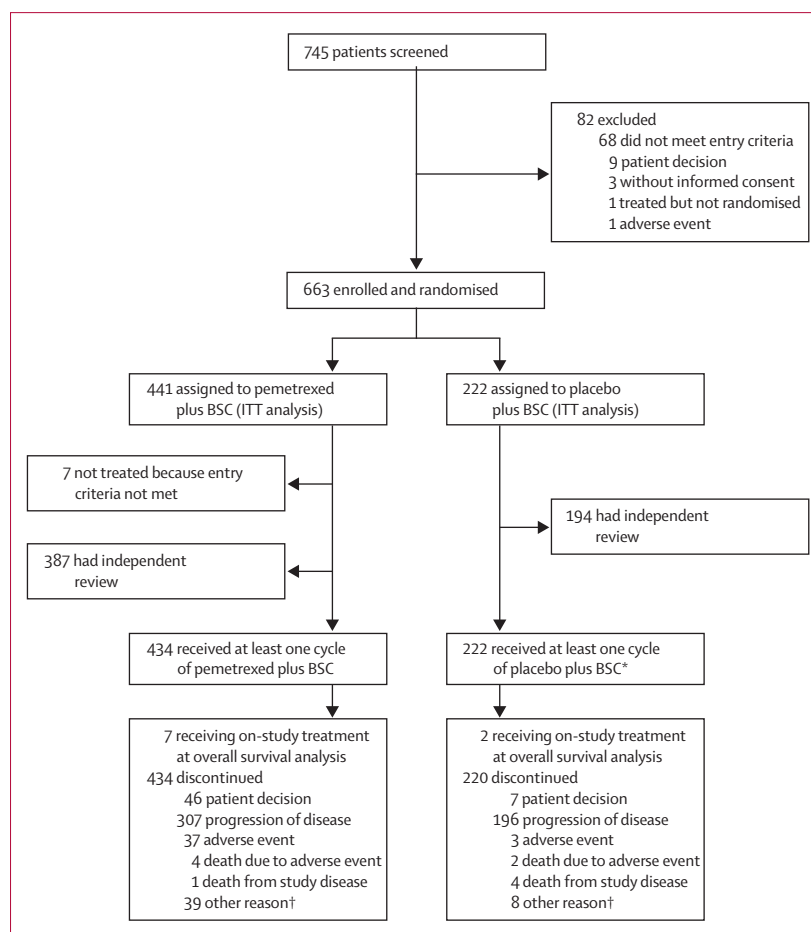 745 patients screened
82 excluded
68 did not meet entry criteria
9 patient decision
3 without informed consent
1 treated but not randomised
1 adverse event
663 enrolled and randomised
441 assigned to pemetrexed
plus BSC (ITT analysis)
222 assigned to placebo
plus BSC (ITT analysis)
7 not treated because entry
criteria not met
194 had independent
review
387 had independent
review
434 received at least one cycle
of pemetrexed plus BSC
222 received at least one cycle
of placebo plus BSC*
7 receiving on-study treatment
at overall survival analysis
434 discontinued
46 patient decision
307 progression of disease
37 adverse event
4 death due to adverse event
1 death from study disease
39 other reason†
2 receiving on-study treatment
at overall survival analysis
220 discontinued
7 patient decision
196 progression of disease
3 adverse event
2 death due to adverse event
4 death from study disease
8 other reason†